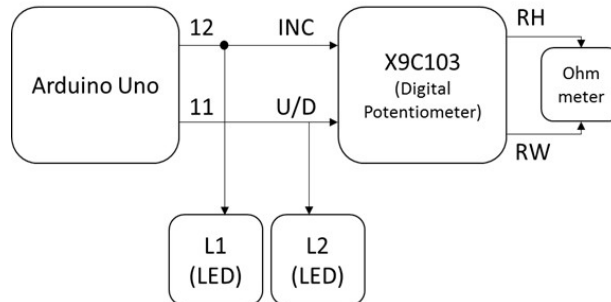 12
INC
RH
Arduino Uno
X9C103
(Digital
Potentiometer)
Ohm
meter
11
U/D
RW
L1
(LED)
L2
(LED)